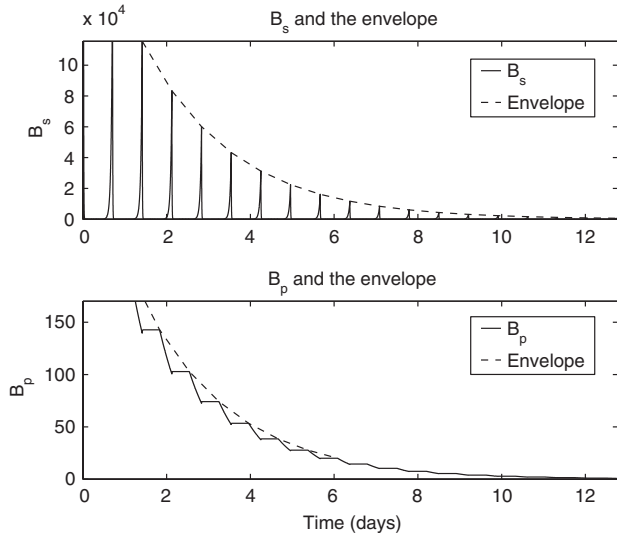 B_s and the envelope
x 10^4
10
8
6
4
2
0
B_s
B_s
Envelope
0 2 4 6 8 10 12
B_p and the envelope
150
100
50
0
B_p
B_p
Envelope
0 2 4 6 8 10 12
Time (days)